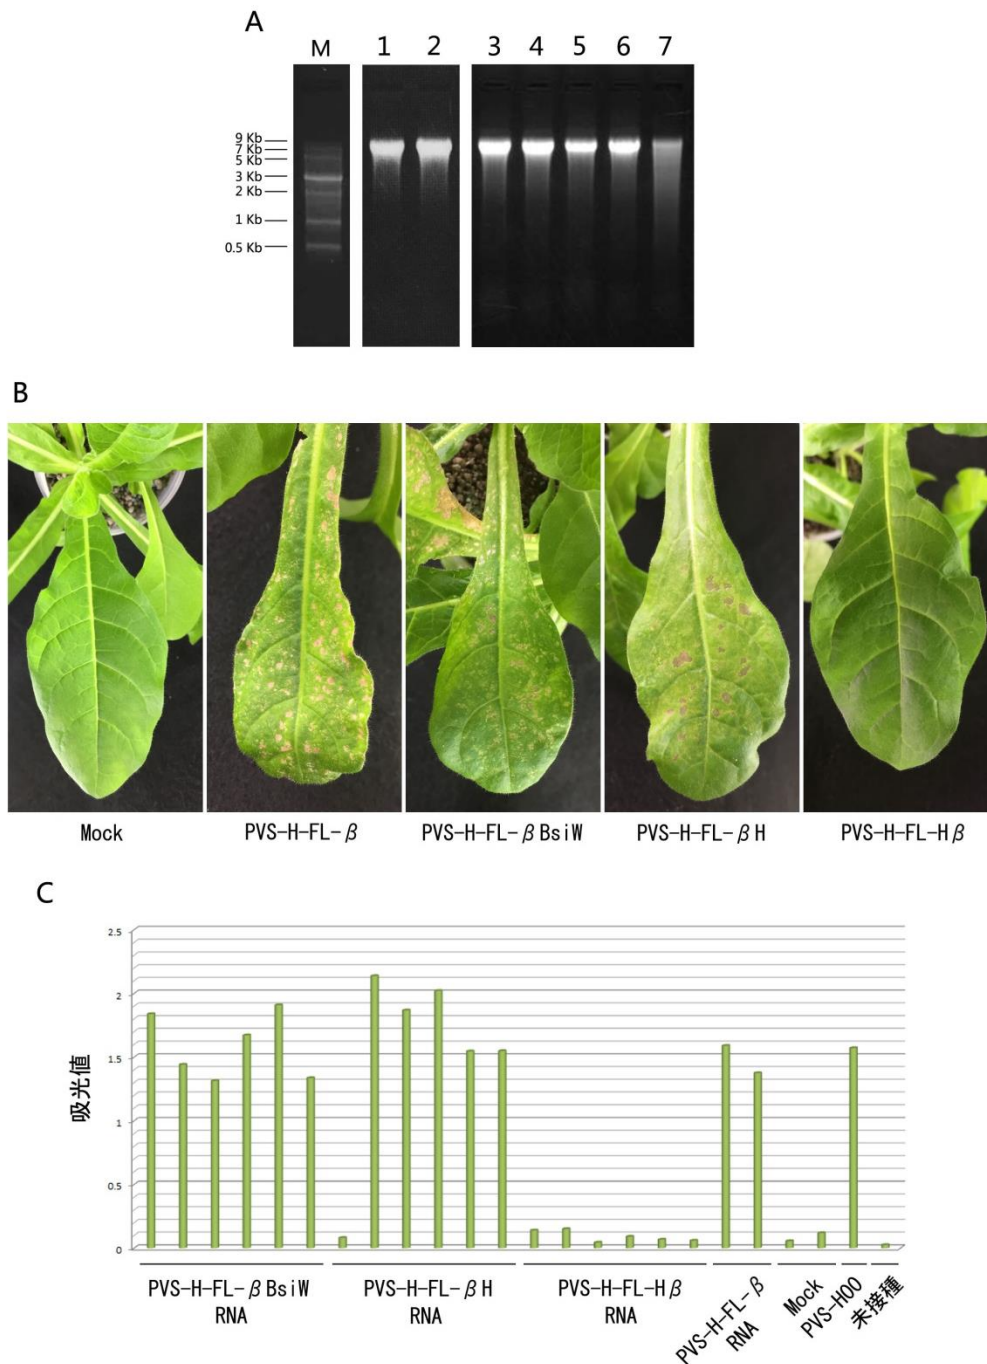 A
M 1 2 3 4 5 6 7
9 Kb
7 Kb
5 Kb
3 Kb
2 Kb
1 Kb
0.5 Kb
B
Mock PVS-H-FL-β PVS-H-FL-βBsiW PVS-H-FL-βH PVS-H-FL-Hβ
C
2.5
2
1.5
1
0.5
0
吸光値
PVS-H-FL-βBsiW
RNA
PVS-H-FL-βH
RNA
PVS-H-FL-Hβ
RNA
PVS-H-FL-β
RNA
Mock
PVS-H00
未接種